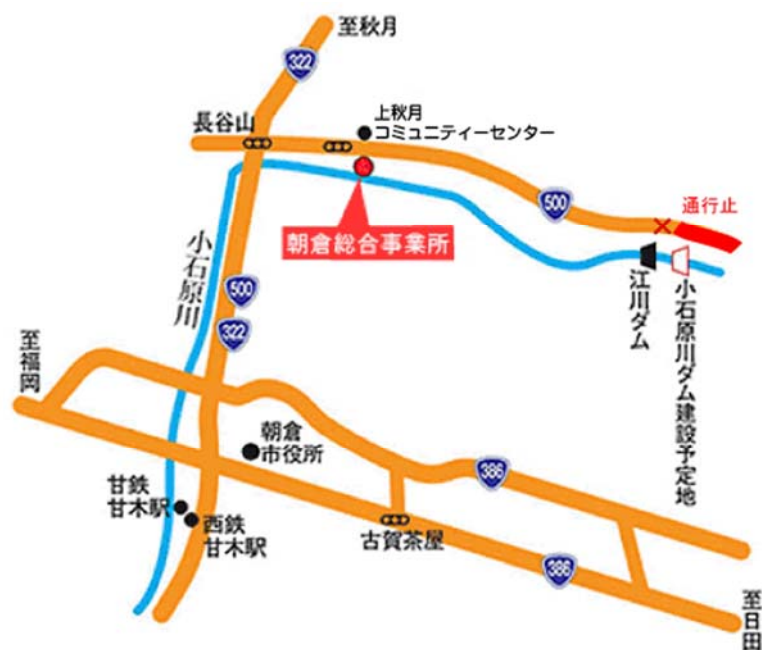 至秋月
322
上秋月
コミュニティーセンター
長谷山
500
通行止
朝倉総合事業所
小石原川
江川ダム
小石原川ダム建設予定地
500
322
至福岡
朝倉
市役所
386
甘鉄
甘木駅
西鉄
甘木駅
古賀茶屋
386
至日田